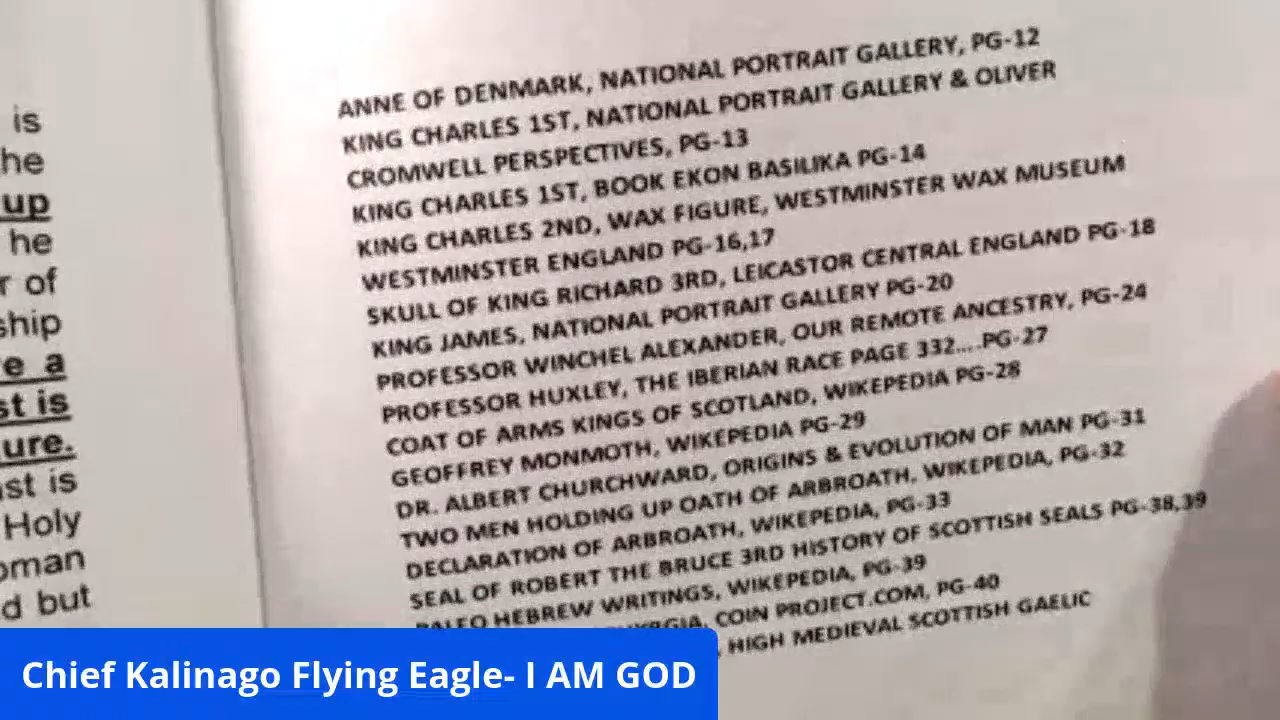 is
he
up
he
r of
ship
e a
st is
ure.
st is
Holy
oman
d but
ANNE OF DENMARK, NATIONAL PORTRAIT GALLERY, PG-12
KING CHARLES 1ST, NATIONAL PORTRAIT GALLERY & OLIVER
CROMWELL PERSPECTIVES, PG-13
KING CHARLES 1ST, BOOK EKON BASILIKA PG-14
KING CHARLES 2ND, WAX FIGURE, WESTMINSTER WAX MUSEUM
WESTMINSTER ENGLAND PG-16,17
SKULL OF KING RICHARD 3RD, LEICASTOR CENTRAL ENGLAND PG-18
KING JAMES, NATIONAL PORTRAIT GALLERY PG-20
PROFESSOR WINCHEL ALEXANDER, OUR REMOTE ANCESTRY, PG-24
PROFESSOR HUXLEY, THE IBERIAN RACE PAGE 332....PG-27
COAT OF ARMS KINGS OF SCOTLAND, WIKEPEDIA PG-28
GEOFFREY MONMOTH, WIKEPEDIA PG-29
DR. ALBERT CHURCHWARD, ORIGINS & EVOLUTION OF MAN PG-31
TWO MEN HOLDING UP OATH OF ARBROATH, WIKEPEDIA, PG-32
DECLARATION OF ARBROATH, WIKEPEDIA, PG-33
SEAL OF ROBERT THE BRUCE 3RD HISTORY OF SCOTTISH SEALS PG-38,39
PALEO HEBREW WRITINGS, WIKEPEDIA, PG-39
COIN PROJECT.COM, PG-40
, HIGH MEDIEVAL SCOTTISH GAELIC
Chief Kalinago Flying Eagle- I AM GOD